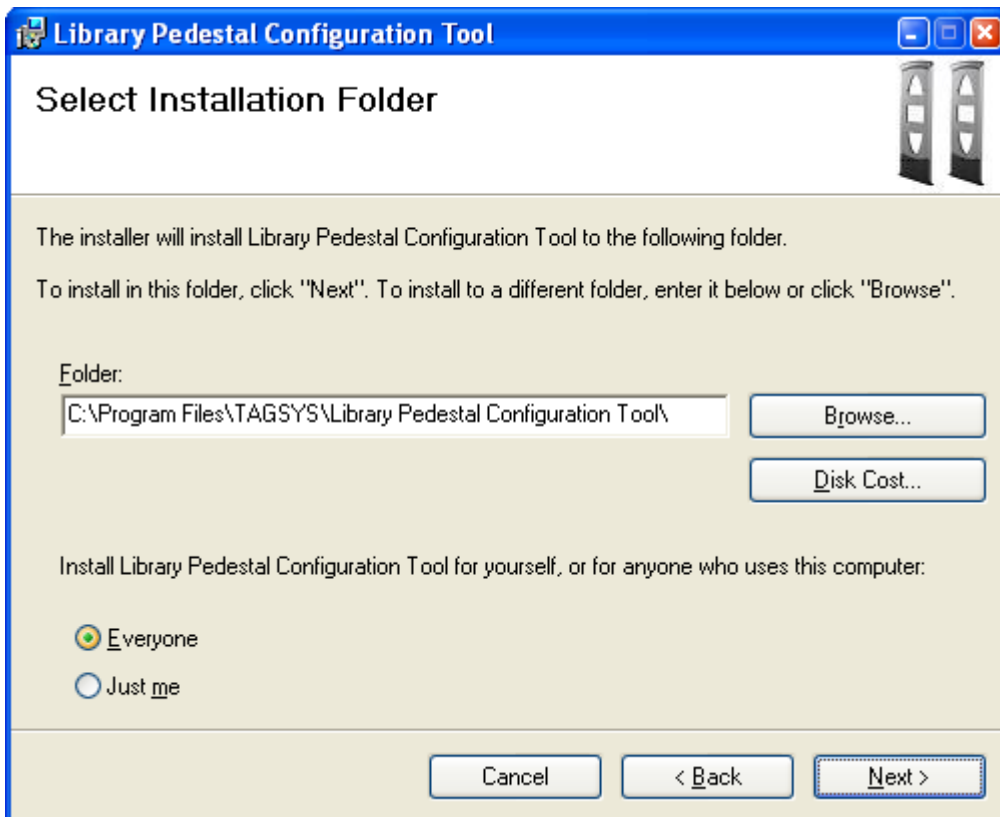 Library Pedestal Configuration Tool
Select Installation Folder
The installer will install Library Pedestal Configuration Tool to the following folder.
To install in this folder, click "Next". To install to a different folder, enter it below or click "Browse".
Folder:
C:\Program Files\TAGSYS\Library Pedestal Configuration Tool\
Browse...
Disk Cost...
Install Library Pedestal Configuration Tool for yourself, or for anyone who uses this computer:
Everyone
Just me
Cancel
< Back
Next >